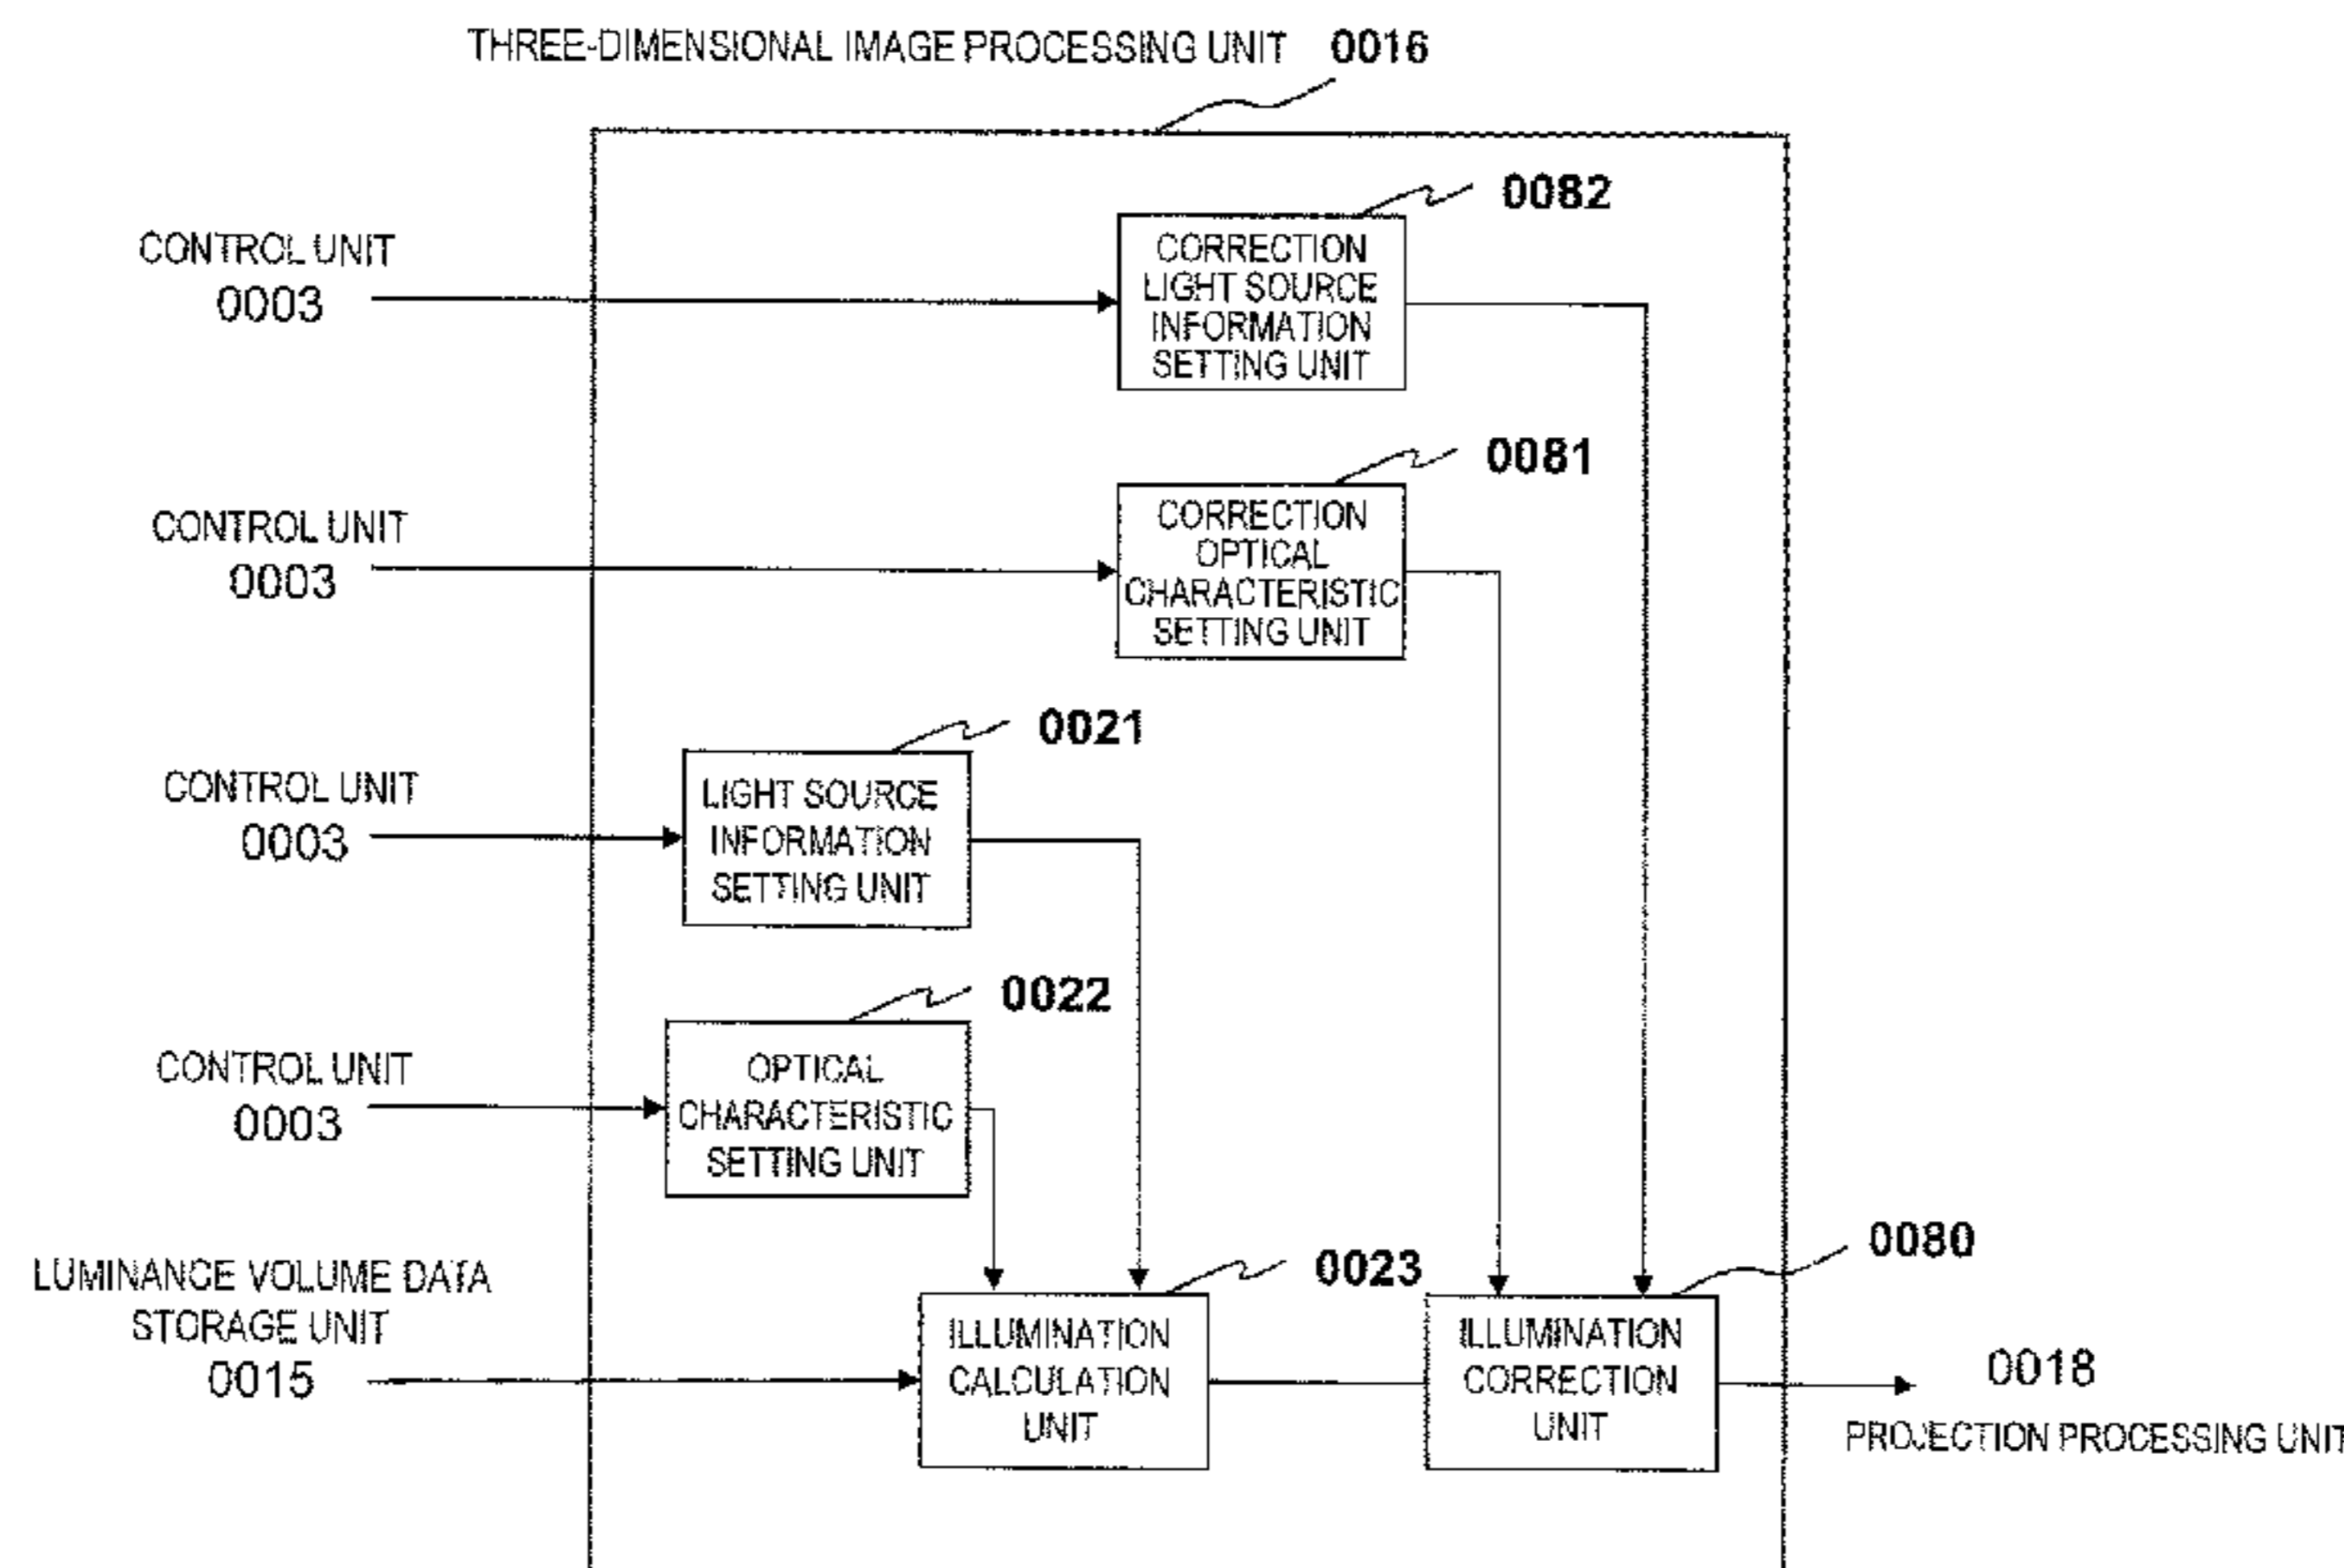 THREE-DIMENSIONAL IMAGE PROCESSING UNIT 0016
0082
CONTROL UNIT
0003
CORRECTION
LIGHT SOURCE
INFORMATION
SETTING UNIT
0081
CONTROL UNIT
0003
CORRECTION
OPTICAL
CHARACTERISTIC
SETTING UNIT
0021
CONTROL UNIT
0003
LIGHT SOURCE
INFORMATION
SETTING UNIT
0022
CONTROL UNIT
0003
OPTICAL
CHARACTERISTIC
SETTING UNIT
LUMINANCE VOLUME DATA
STORAGE UNIT
0015
0023
ILLUMINATION
CALCULATION
UNIT
0080
ILLUMINATION
CORRECTION
UNIT
0018
PROJECTION PROCESSING UNIT